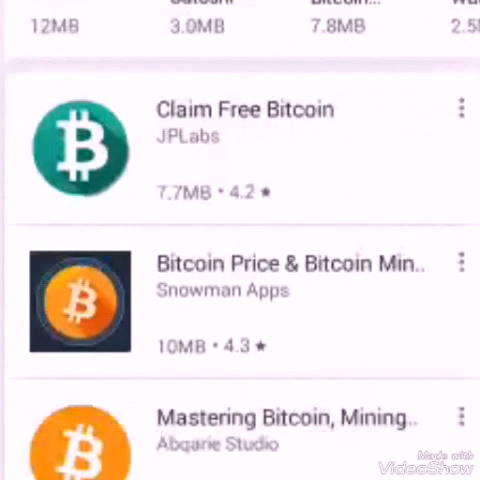 12MB 3.0MB 7.8MB
Claim Free Bitcoin
JPLabs
7.7MB • 4.2 ★
Bitcoin Price & Bitcoin Min..
Snowman Apps
10MB • 4.3 ★
Mastering Bitcoin, Mining..
Abqarie Studio
Made with
VideoShow